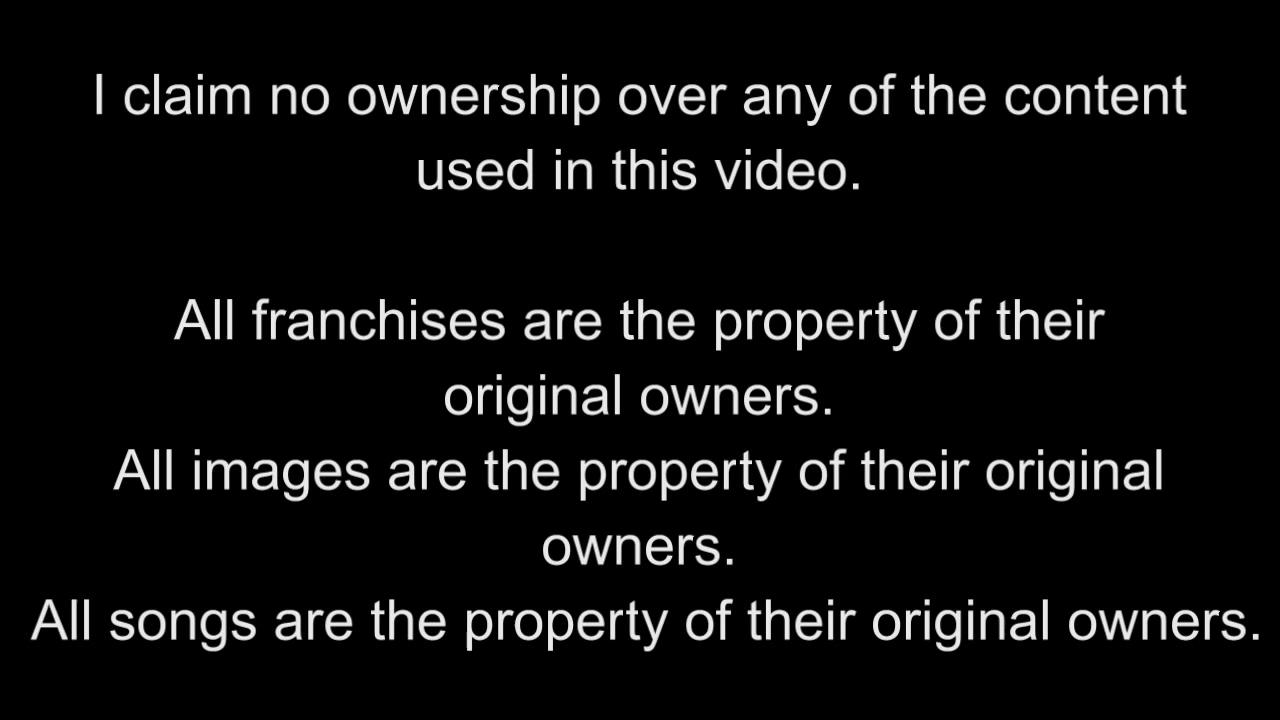 I claim no ownership over any of the content
used in this video.
All franchises are the property of their
original owners.
All images are the property of their original
owners.
All songs are the property of their original owners.